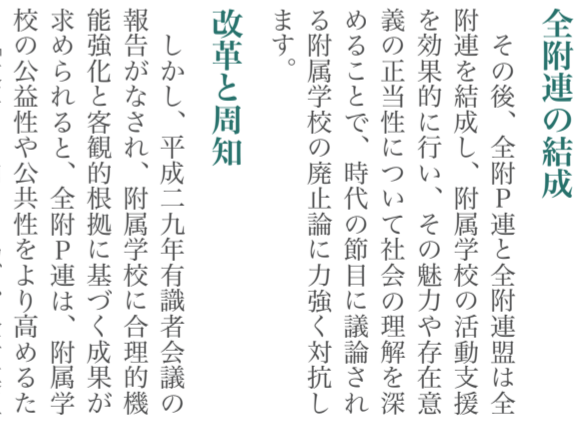 全附連の結成
その後、全附Ｐ連と全附連盟は全
附連を結成し、附属学校の活動支援
を効果的に行い、その魅力や存在意
義の正当性について社会の理解を深
めることで、時代の節目に議論され
る附属学校の廃止論に力強く対抗し
ます。
改革と周知
しかし、平成二九年有識者会議の
報告がなされ、附属学校に合理的機
能強化と客観的根拠に基づく成果が
求められると、全附Ｐ連は、附属学
校の公益性や公共性をより高めるた